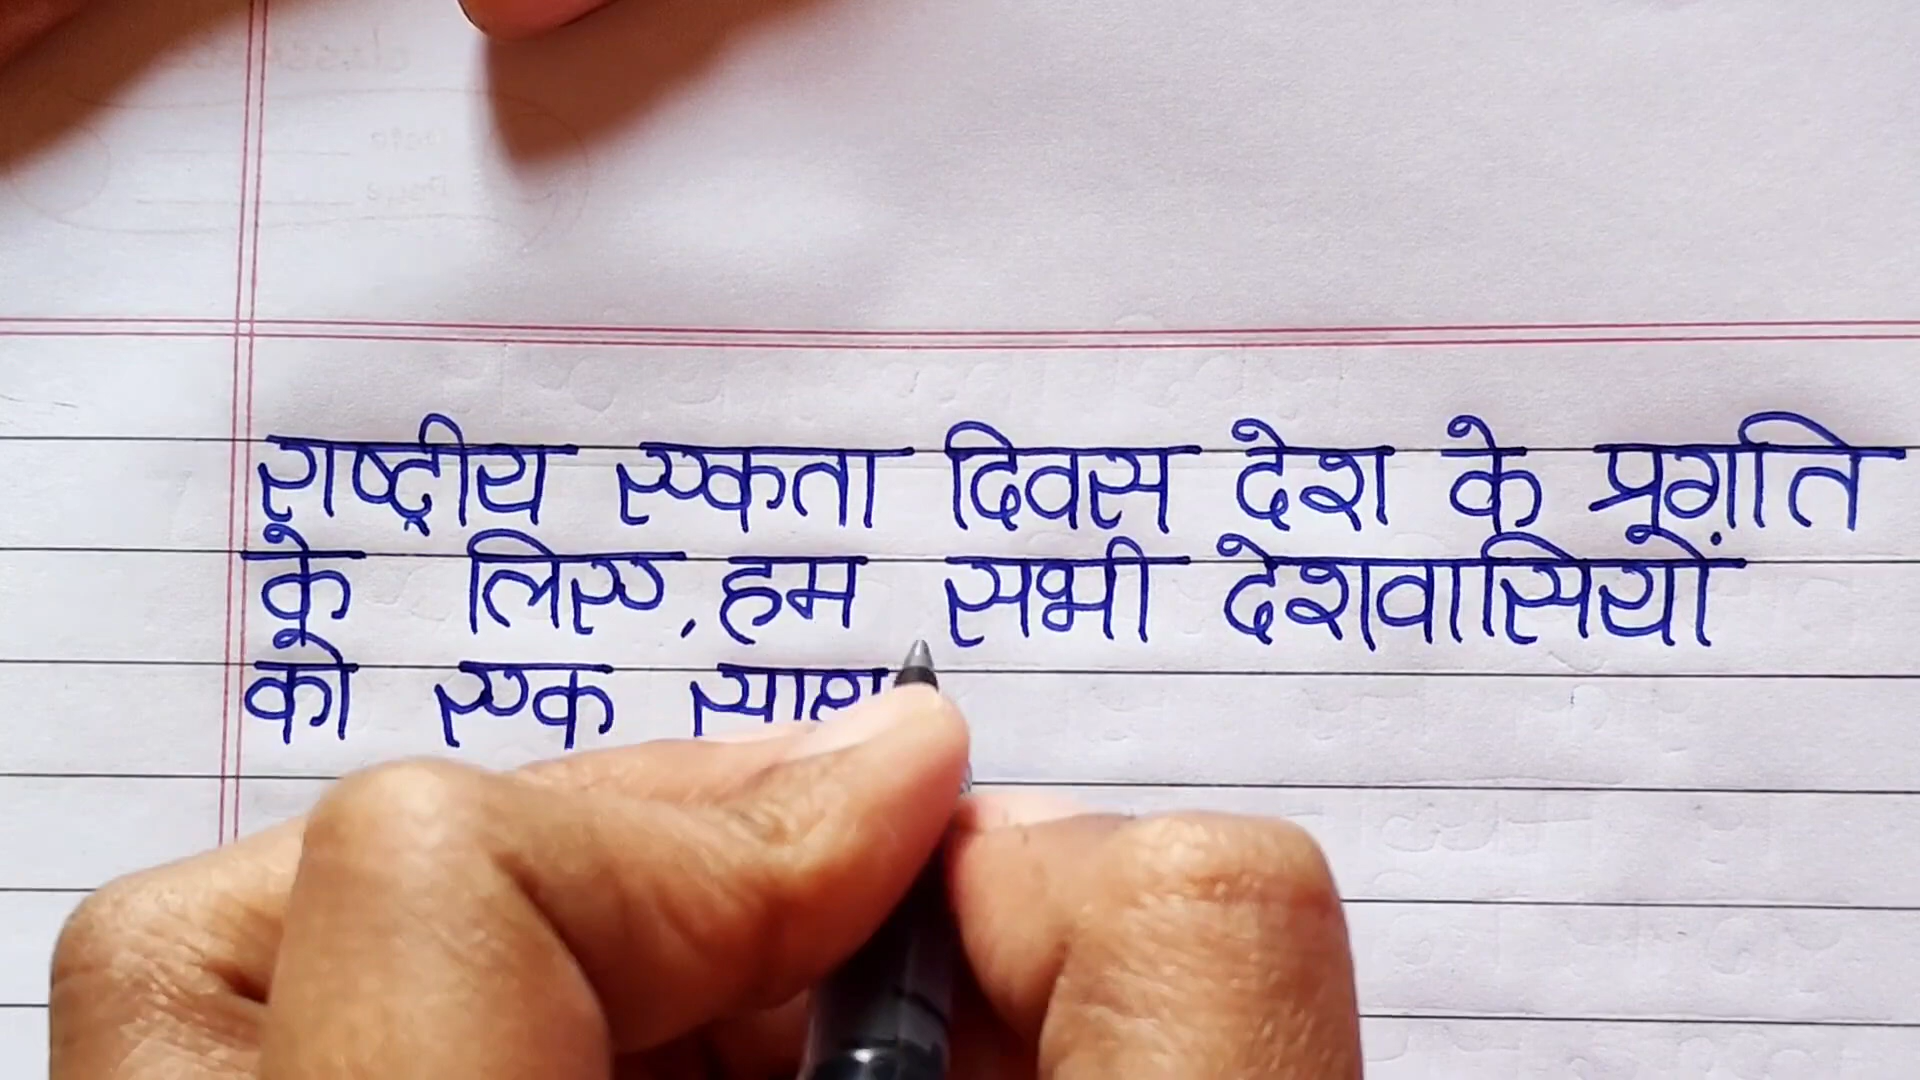 राष्ट्रीय एकता दिवस देश के प्रगति
के लिए, हम सभी देशवासियों
को एक साथ